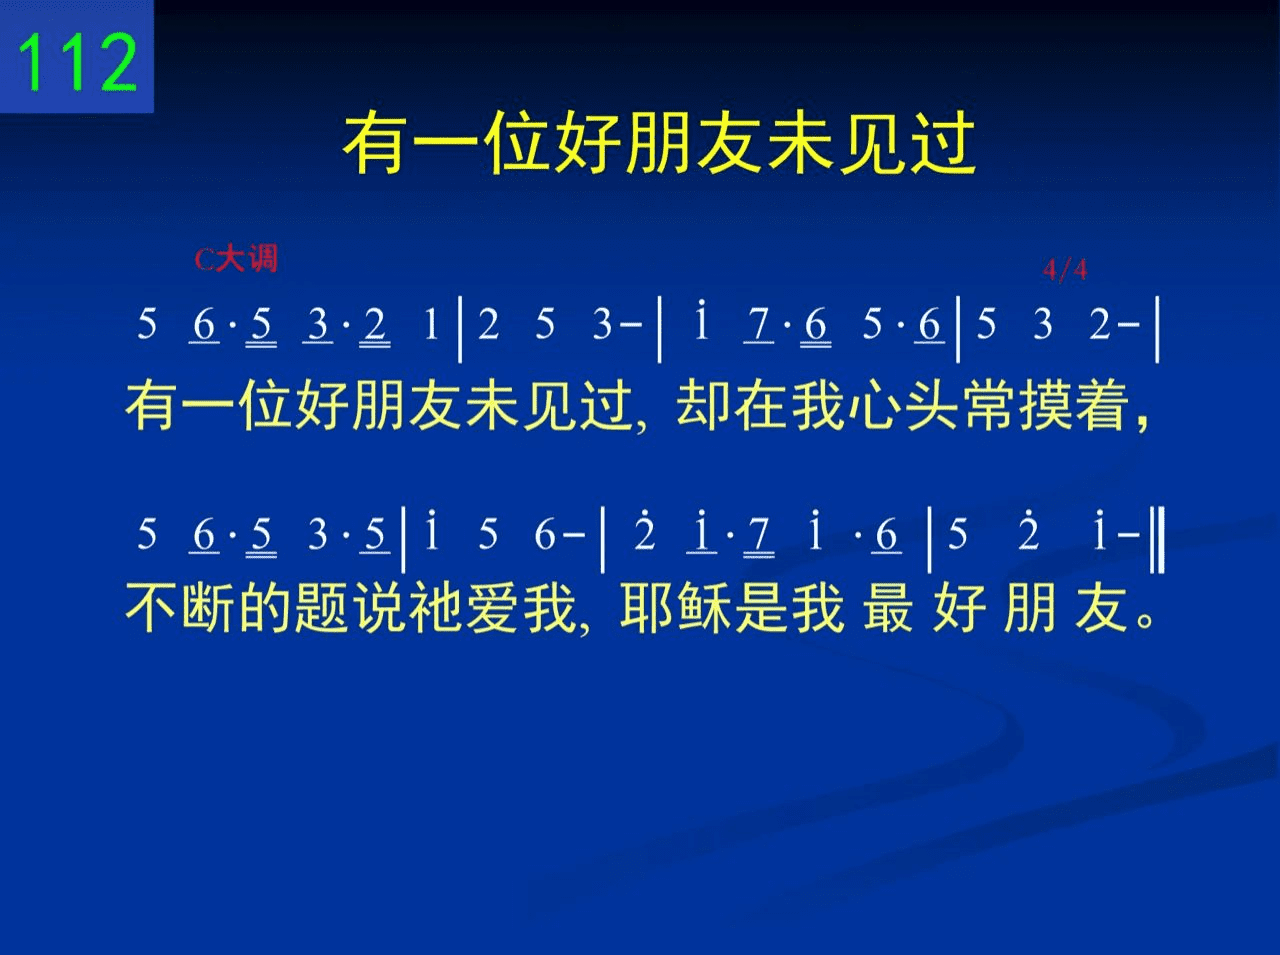 112
有一位好朋友未见过
C大调 4/4
5 6·5 3·2 1|2 5 3-| i̇ 7·6 5·6|5 3 2-|
有一位好朋友未见过, 却在我心头常摸着，
5 6·5 3·5|i̇ 5 6-| 2̇ i̇·7 i̇·6|5 2̇ i̇-‖
不断的题说祂爱我, 耶稣是我最好朋友。